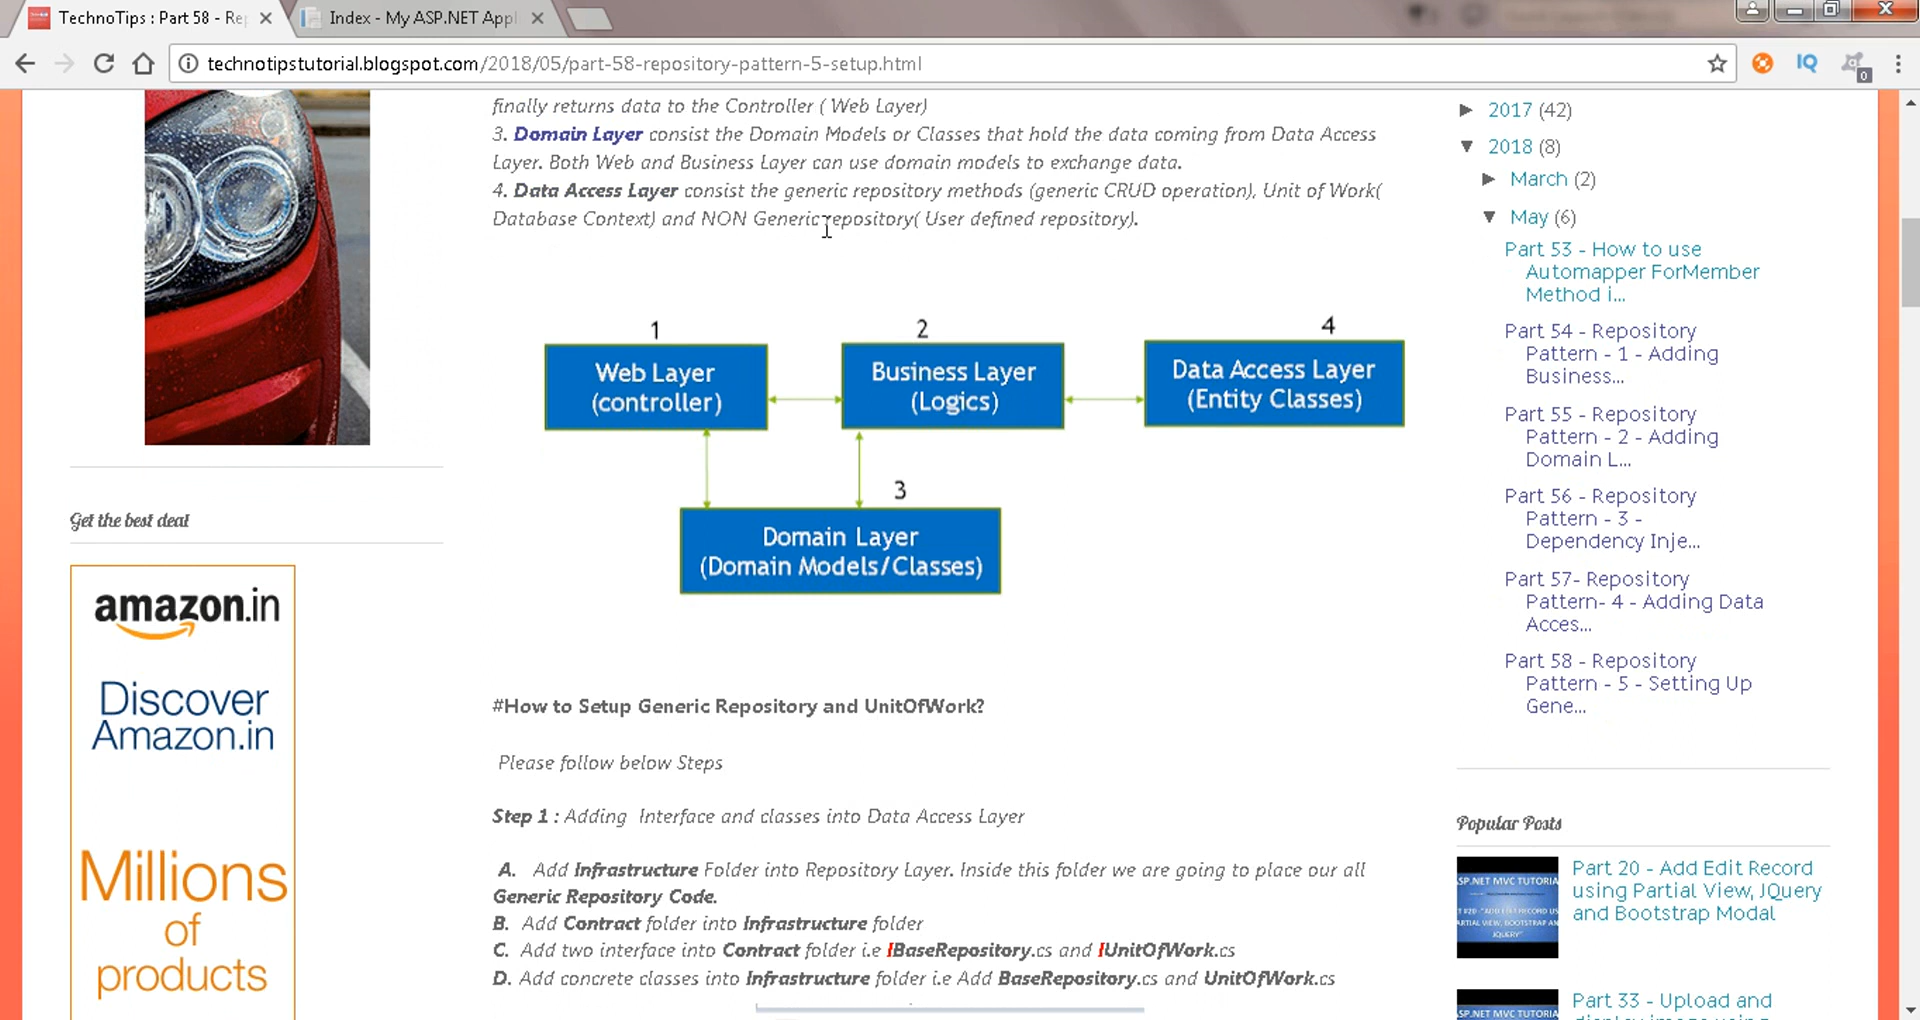 TechnoTips : Part 58 - Re
Index - My ASP.NET Appl
technotipstutorial.blogspot.com/2018/05/part-58-repository-pattern-5-setup.html
IQ
0
finally returns data to the Controller ( Web Layer)
3. Domain Layer consist the Domain Models or Classes that hold the data coming from Data Access
Layer. Both Web and Business Layer can use domain models to exchange data.
4. Data Access Layer consist the generic repository methods (generic CRUD operation), Unit of Work(
Database Context) and NON Generic repository( User defined repository).
1
Web Layer
(controller)
2
Business Layer
(Logics)
4
Data Access Layer
(Entity Classes)
3
Domain Layer
(Domain Models/Classes)
#How to Setup Generic Repository and UnitOfWork?
Please follow below Steps
Step 1 : Adding Interface and classes into Data Access Layer
A. Add Infrastructure Folder into Repository Layer. Inside this folder we are going to place our all
Generic Repository Code.
B. Add Contract folder into Infrastructure folder
C. Add two interface into Contract folder i.e IBaseRepository.cs and IUnitOfWork.cs
D. Add concrete classes into Infrastructure folder i.e Add BaseRepository.cs and UnitOfWork.cs
Get the best deal
amazon.in
Discover
Amazon.in
Millions
of
products
► 2017 (42)
▼ 2018 (8)
► March (2)
▼ May (6)
Part 53 - How to use
Automapper ForMember
Method i...
Part 54 - Repository
Pattern - 1 - Adding
Business...
Part 55 - Repository
Pattern - 2 - Adding
Domain L...
Part 56 - Repository
Pattern - 3 -
Dependency Inje...
Part 57- Repository
Pattern- 4 - Adding Data
Acces...
Part 58 - Repository
Pattern - 5 - Setting Up
Gene...
Popular Posts
Part 20 - Add Edit Record
using Partial View, JQuery
and Bootstrap Modal
Part 33 - Upload and